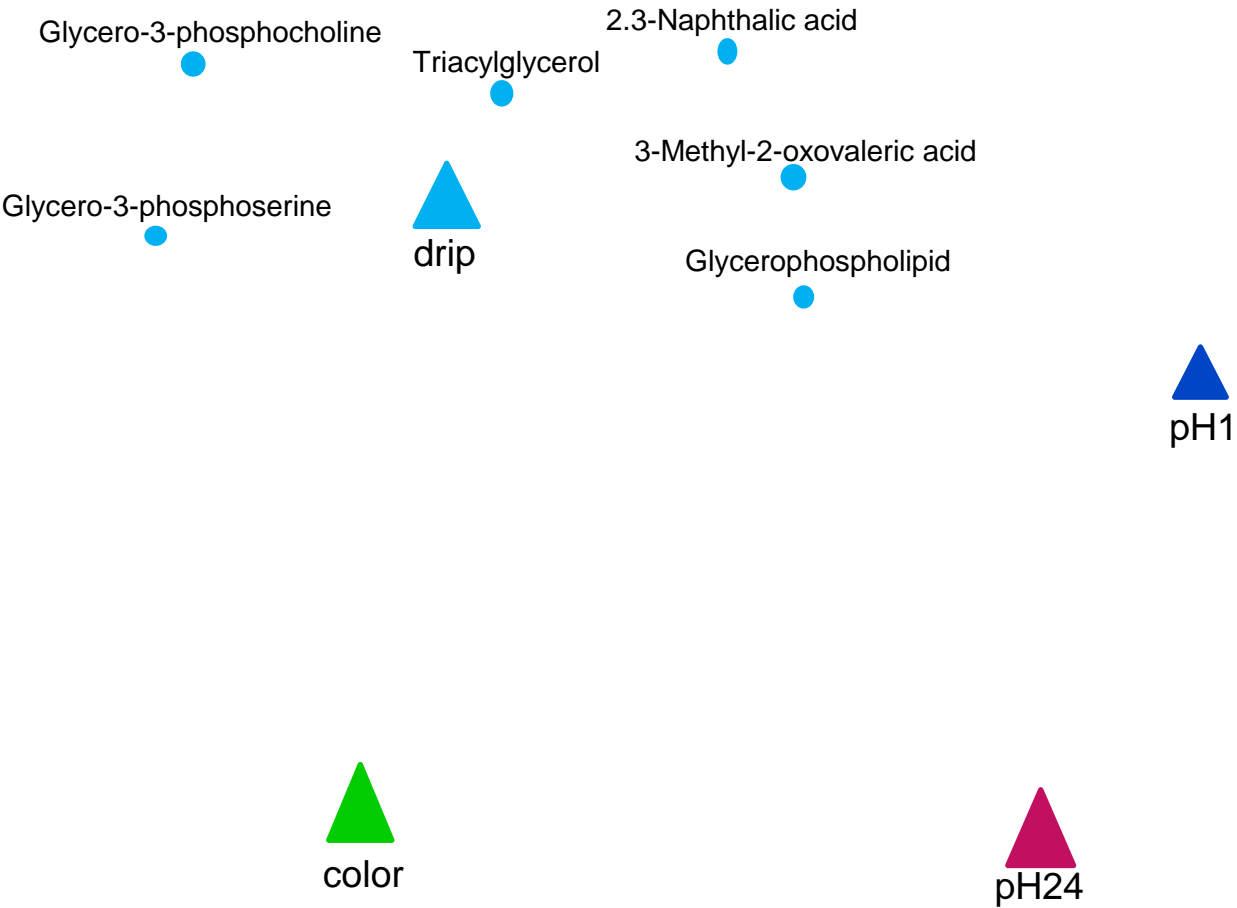 2.3-Naphthalic acid
Glycero-3-phosphocholine
Triacylglycerol
3-Methyl-2-oxovaleric acid
Glycero-3-phosphoserine
drip
Glycerophospholipid
pH1
color
pH24